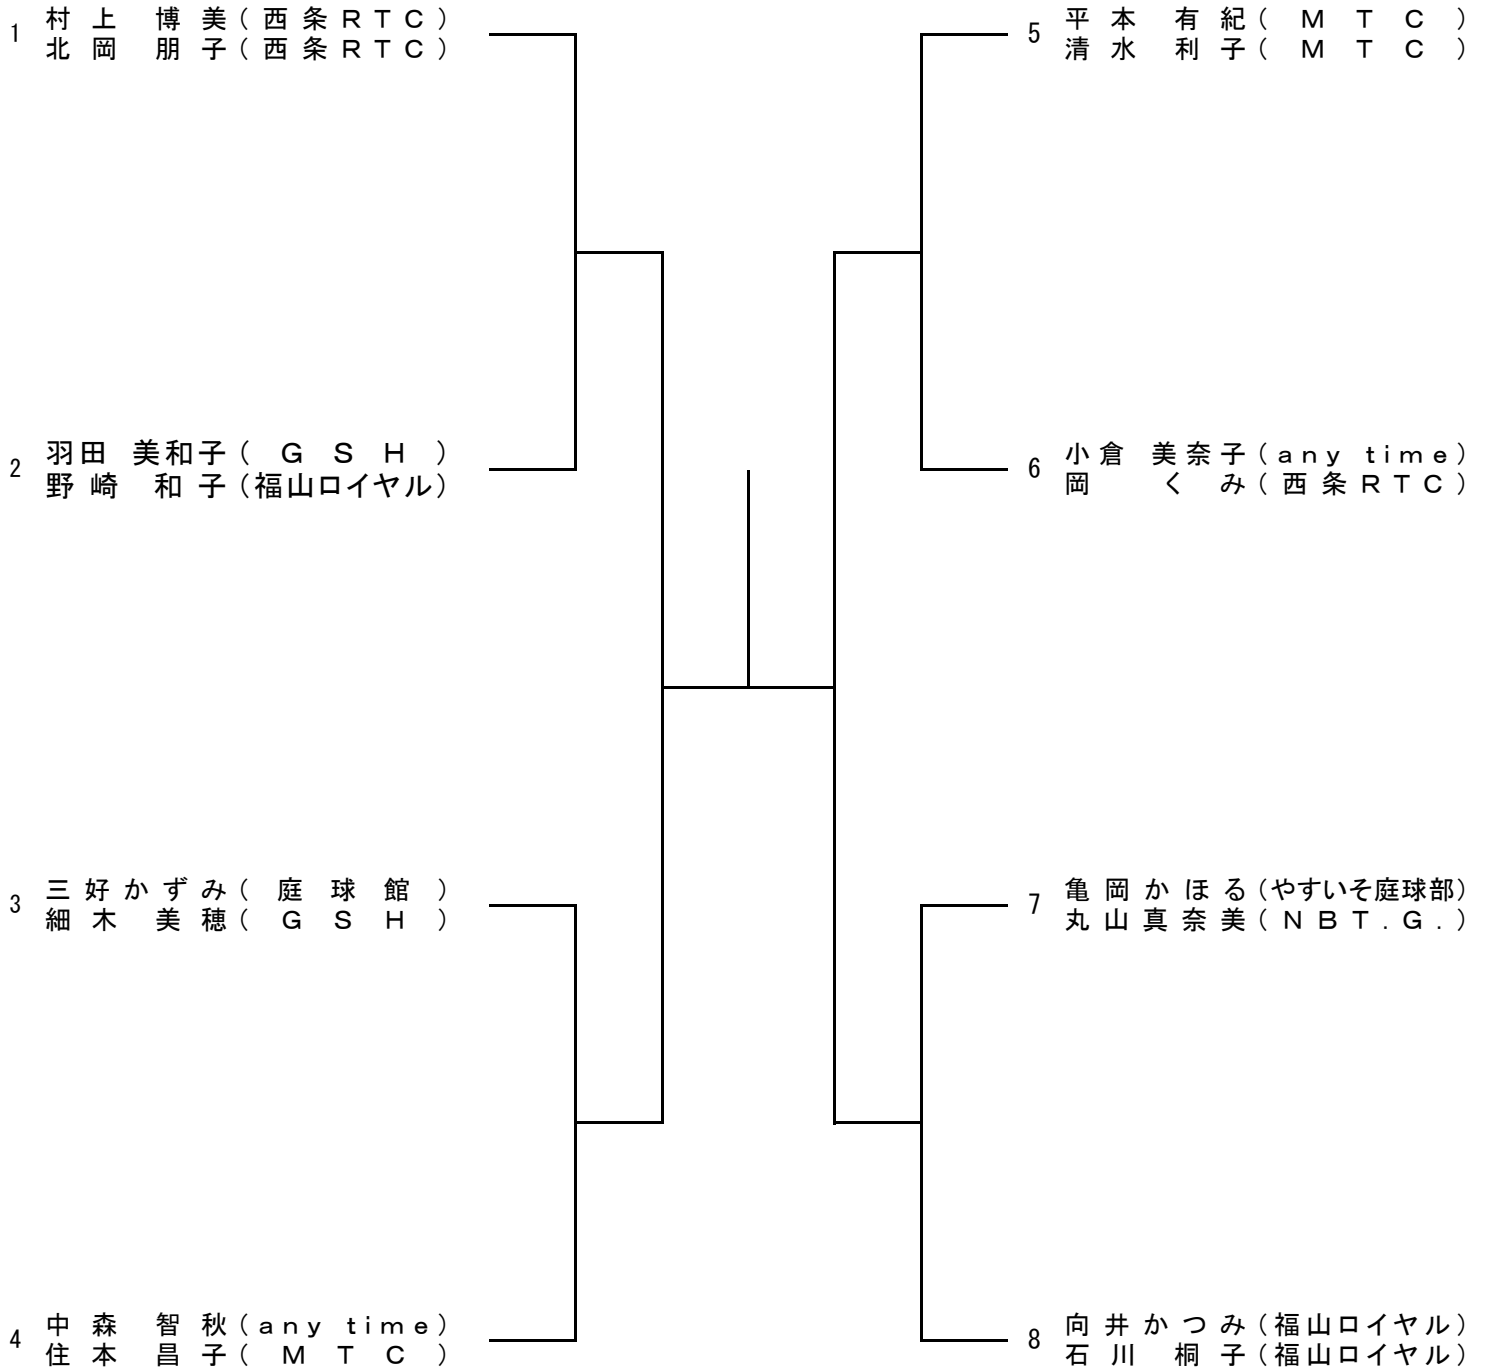 1 村上 博美(西条RTC)
北岡 朋子(西条RTC)
2 羽田 美和子(GSH)
野崎 和子(福山ロイヤル)
3 三好かずみ(庭球館)
細木 美穂(GSH)
4 中森 智秋(any time)
住本 昌子(MTC)
5 平本 有紀(MTC)
清水 利子(MTC)
6 小倉 美奈子(any time)
岡 くみ(西条RTC)
7 亀岡かほる(やすいそ庭球部)
丸山真奈美(NBT.G.)
8 向井かつみ(福山ロイヤル)
石川 桐子(福山ロイヤル)